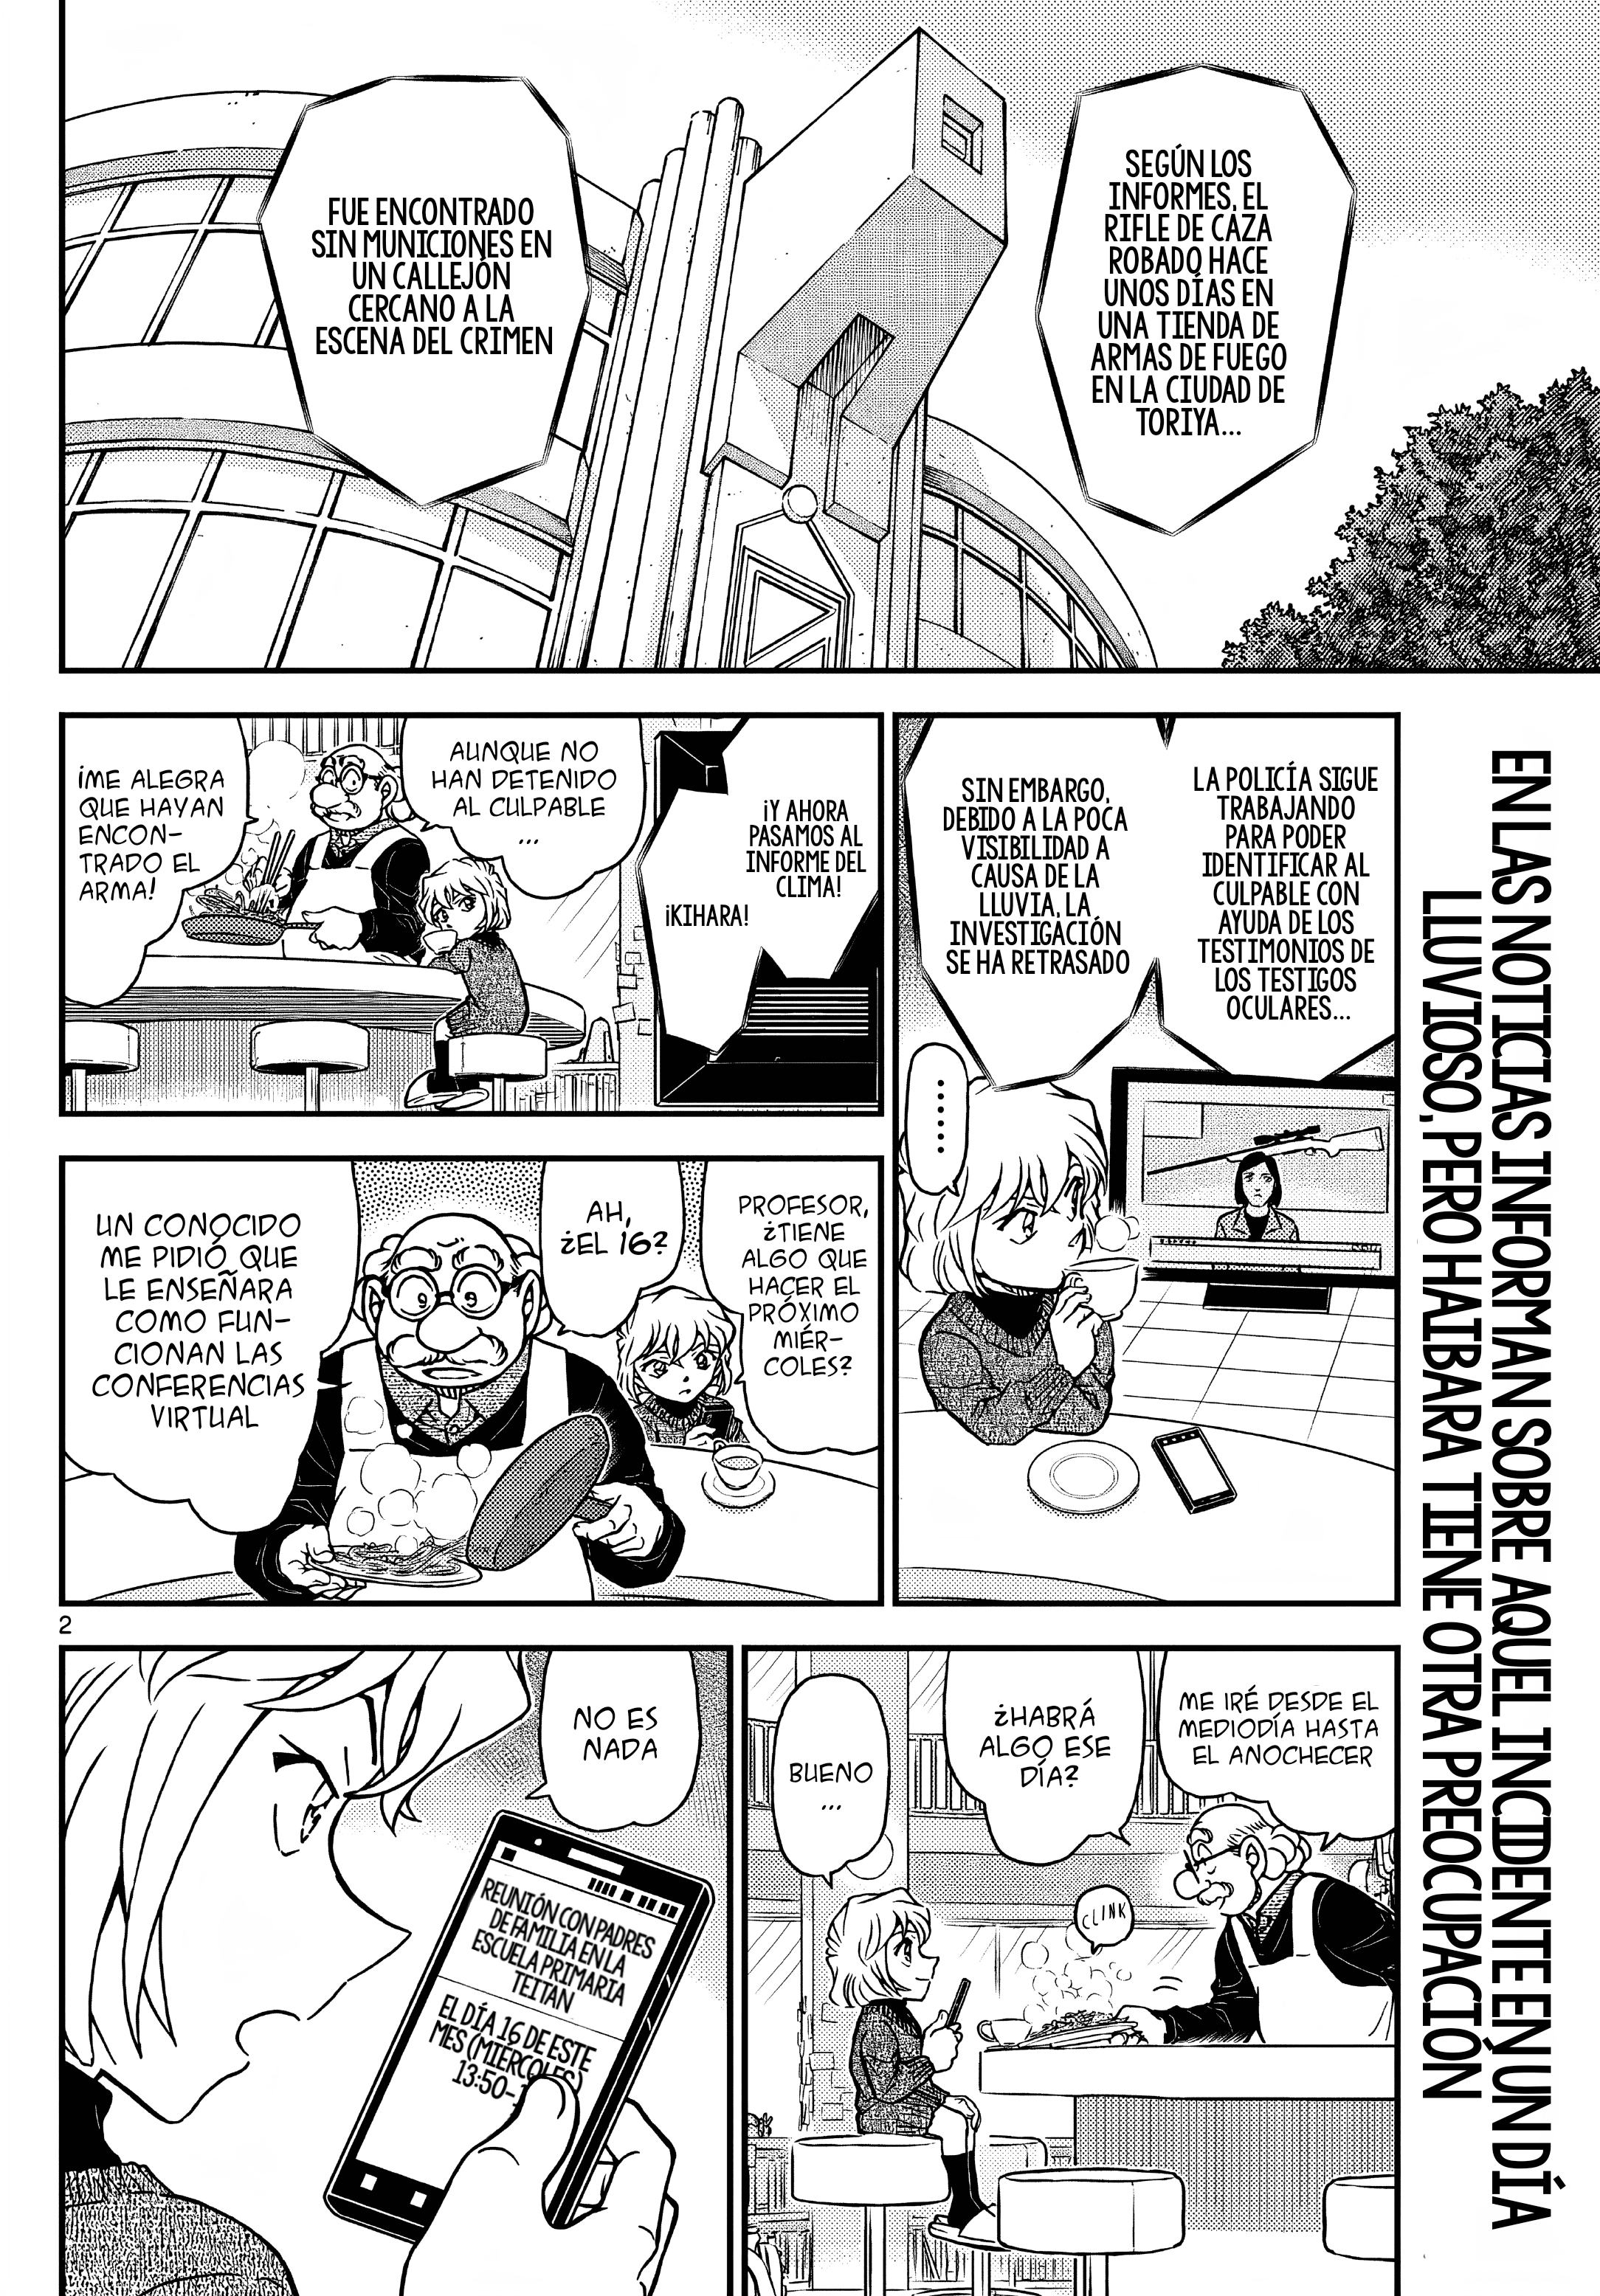 SEGÚN LOS
INFORMES, EL
RIFLE DE CAZA
ROBADO HACE
UNOS DÍAS EN
UNA TIENDA DE
ARMAS DE FUEGO
EN LA CIUDAD DE
TORIYA...
FUE ENCONTRADO
SIN MUNICIONES EN
UN CALLEJÓN
CERCANO A LA
ESCENA DEL CRIMEN
EN LAS NOTICIAS INFORMAN SOBRE AQUEL INCIDENTE EN UN DÍA
LLUVIOSO, PERO HAIBARA TIENE OTRA PREOCUPACIÓN
LA POLICÍA SIGUE
TRABAJANDO
PARA PODER
IDENTIFICAR AL
CULPABLE CON
AYUDA DE LOS
TESTIMONIOS DE
LOS TESTIGOS
OCULARES...
SIN EMBARGO,
DEBIDO A LA POCA
VISIBILIDAD A
CAUSA DE LA
LLUVIA, LA
INVESTIGACIÓN
SE HA RETRASADO
......
¡Y AHORA
PASAMOS AL
INFORME DEL
CLIMA!
¡KIHARA!
AUNQUE NO
HAN DETENIDO
AL CULPABLE
...
¡ME ALEGRA
QUE HAYAN
ENCON-
TRADO EL
ARMA!
PROFESOR,
¿TIENE
ALGO QUE
HACER EL
PRÓXIMO
MIÉR-
COLES?
AH,
¿EL 16?
UN CONOCIDO
ME PIDIÓ QUE
LE ENSEÑARA
COMO FUN-
CIONAN LAS
CONFERENCIAS
VIRTUAL
2
ME IRÉ DESDE EL
MEDIODÍA HASTA
EL ANOCHECER
¿HABRÁ
ALGO ESE
DÍA?
CLINK
BUENO
...
NO ES
NADA
REUNIÓN CON PADRES
DE FAMILIA EN LA
ESCUELA PRIMARIA
TEITAN
EL DÍA 16 DE ESTE
MES (MIERCOLES)
13:50-